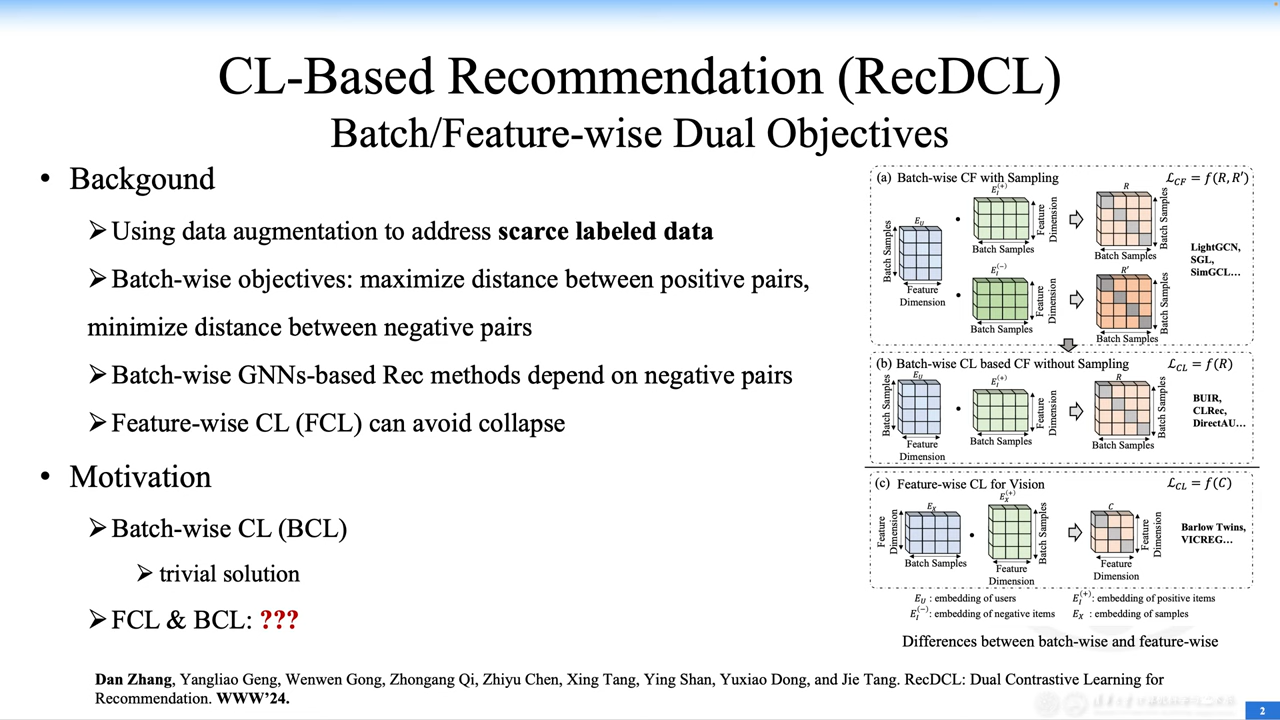 CL-Based Recommendation (RecDCL)
Batch/Feature-wise Dual Objectives
• Backgound
➢ Using data augmentation to address scarce labeled data
➢ Batch-wise objectives: maximize distance between positive pairs,
minimize distance between negative pairs
➢ Batch-wise GNNs-based Rec methods depend on negative pairs
➢ Feature-wise CL (FCL) can avoid collapse
• Motivation
➢ Batch-wise CL (BCL)
➢ trivial solution
➢ FCL & BCL: ???
(a) Batch-wise CF with Sampling
L_CF = f(R, R′)
E_U
Batch Samples
Feature
Dimension
E_I^(+)
Feature
Dimension
Batch Samples
R
Batch Samples
Batch Samples
E_I^(-)
Feature
Dimension
Batch Samples
R′
Batch Samples
Batch Samples
LightGCN,
SGL,
SimGCL…
(b) Batch-wise CL based CF without Sampling
L_CL = f(R)
E_U
Batch Samples
Feature
Dimension
E_I^(+)
Feature
Dimension
Batch Samples
R
Batch Samples
Batch Samples
BUIR,
CLRec,
DirectAU…
(c) Feature-wise CL for Vision
L_CL = f(C)
E_X
Feature
Dimension
Batch Samples
E_X^(+)
Batch Samples
Feature
Dimension
C
Feature
Dimension
Feature
Dimension
Barlow Twins,
VICREG…
E_U : embedding of users
E_I^(+): embedding of positive items
E_I^(-): embedding of negative items
E_X : embedding of samples
Differences between batch-wise and feature-wise
Dan Zhang, Yangliao Geng, Wenwen Gong, Zhongang Qi, Zhiyu Chen, Xing Tang, Ying Shan, Yuxiao Dong, and Jie Tang. RecDCL: Dual Contrastive Learning for
Recommendation. WWW’24.
2